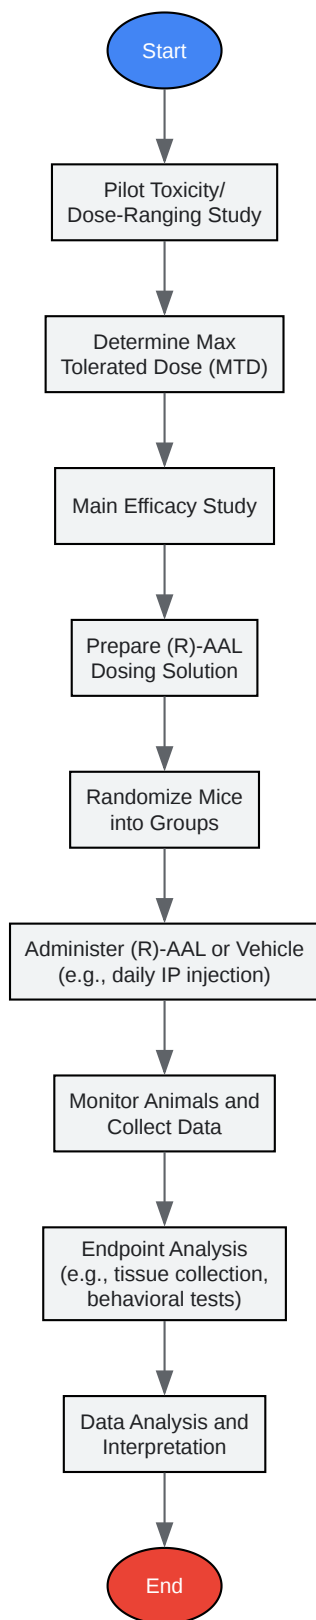 Start
Pilot Toxicity/
Dose-Ranging Study
Determine Max
Tolerated Dose (MTD)
Main Efficacy Study
Prepare (R)-AAL
Dosing Solution
Randomize Mice
into Groups
Administer (R)-AAL or Vehicle
(e.g., daily IP injection)
Monitor Animals and
Collect Data
Endpoint Analysis
(e.g., tissue collection,
behavioral tests)
Data Analysis and
Interpretation
End